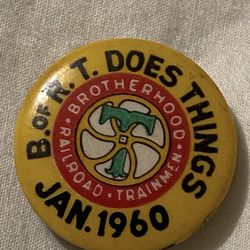 B. OF R. T. DOES THINGS
BROTHERHOOD
RAILROAD · TRAINMEN
JAN. 1960